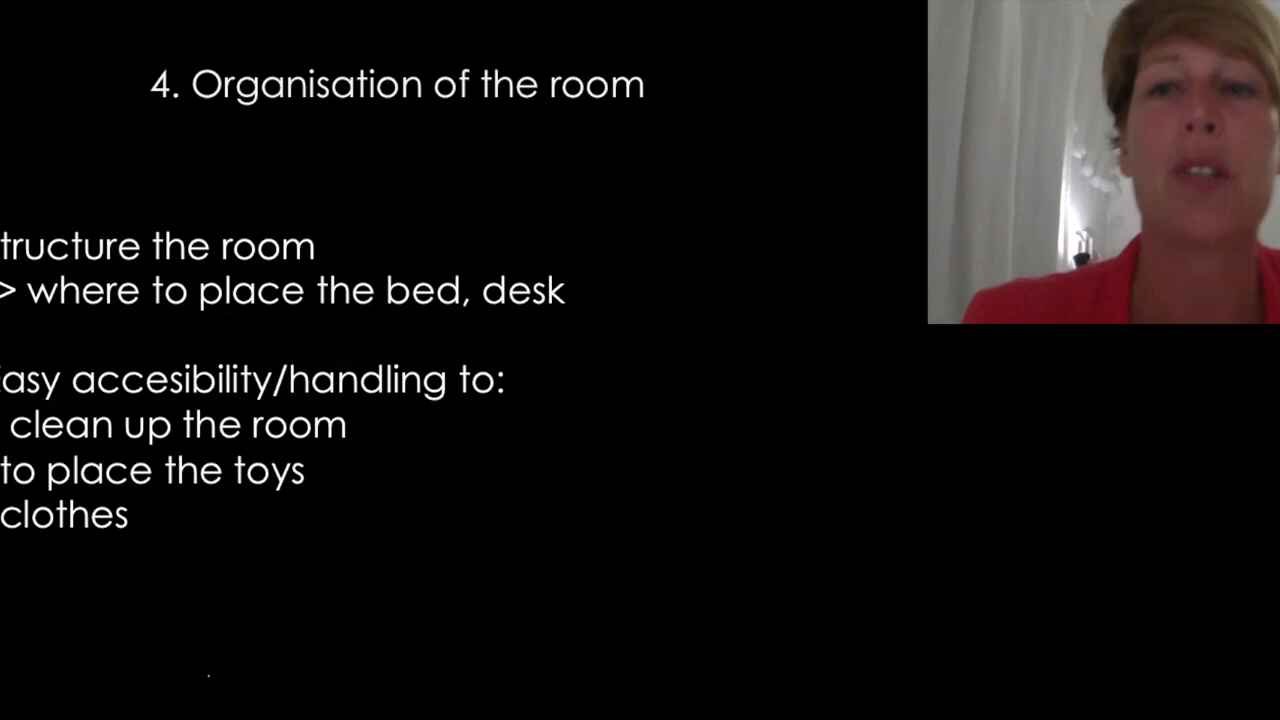 4. Organisation of the room
tructure the room
> where to place the bed, desk
Easy accesibility/handling to:
clean up the room
to place the toys
clothes